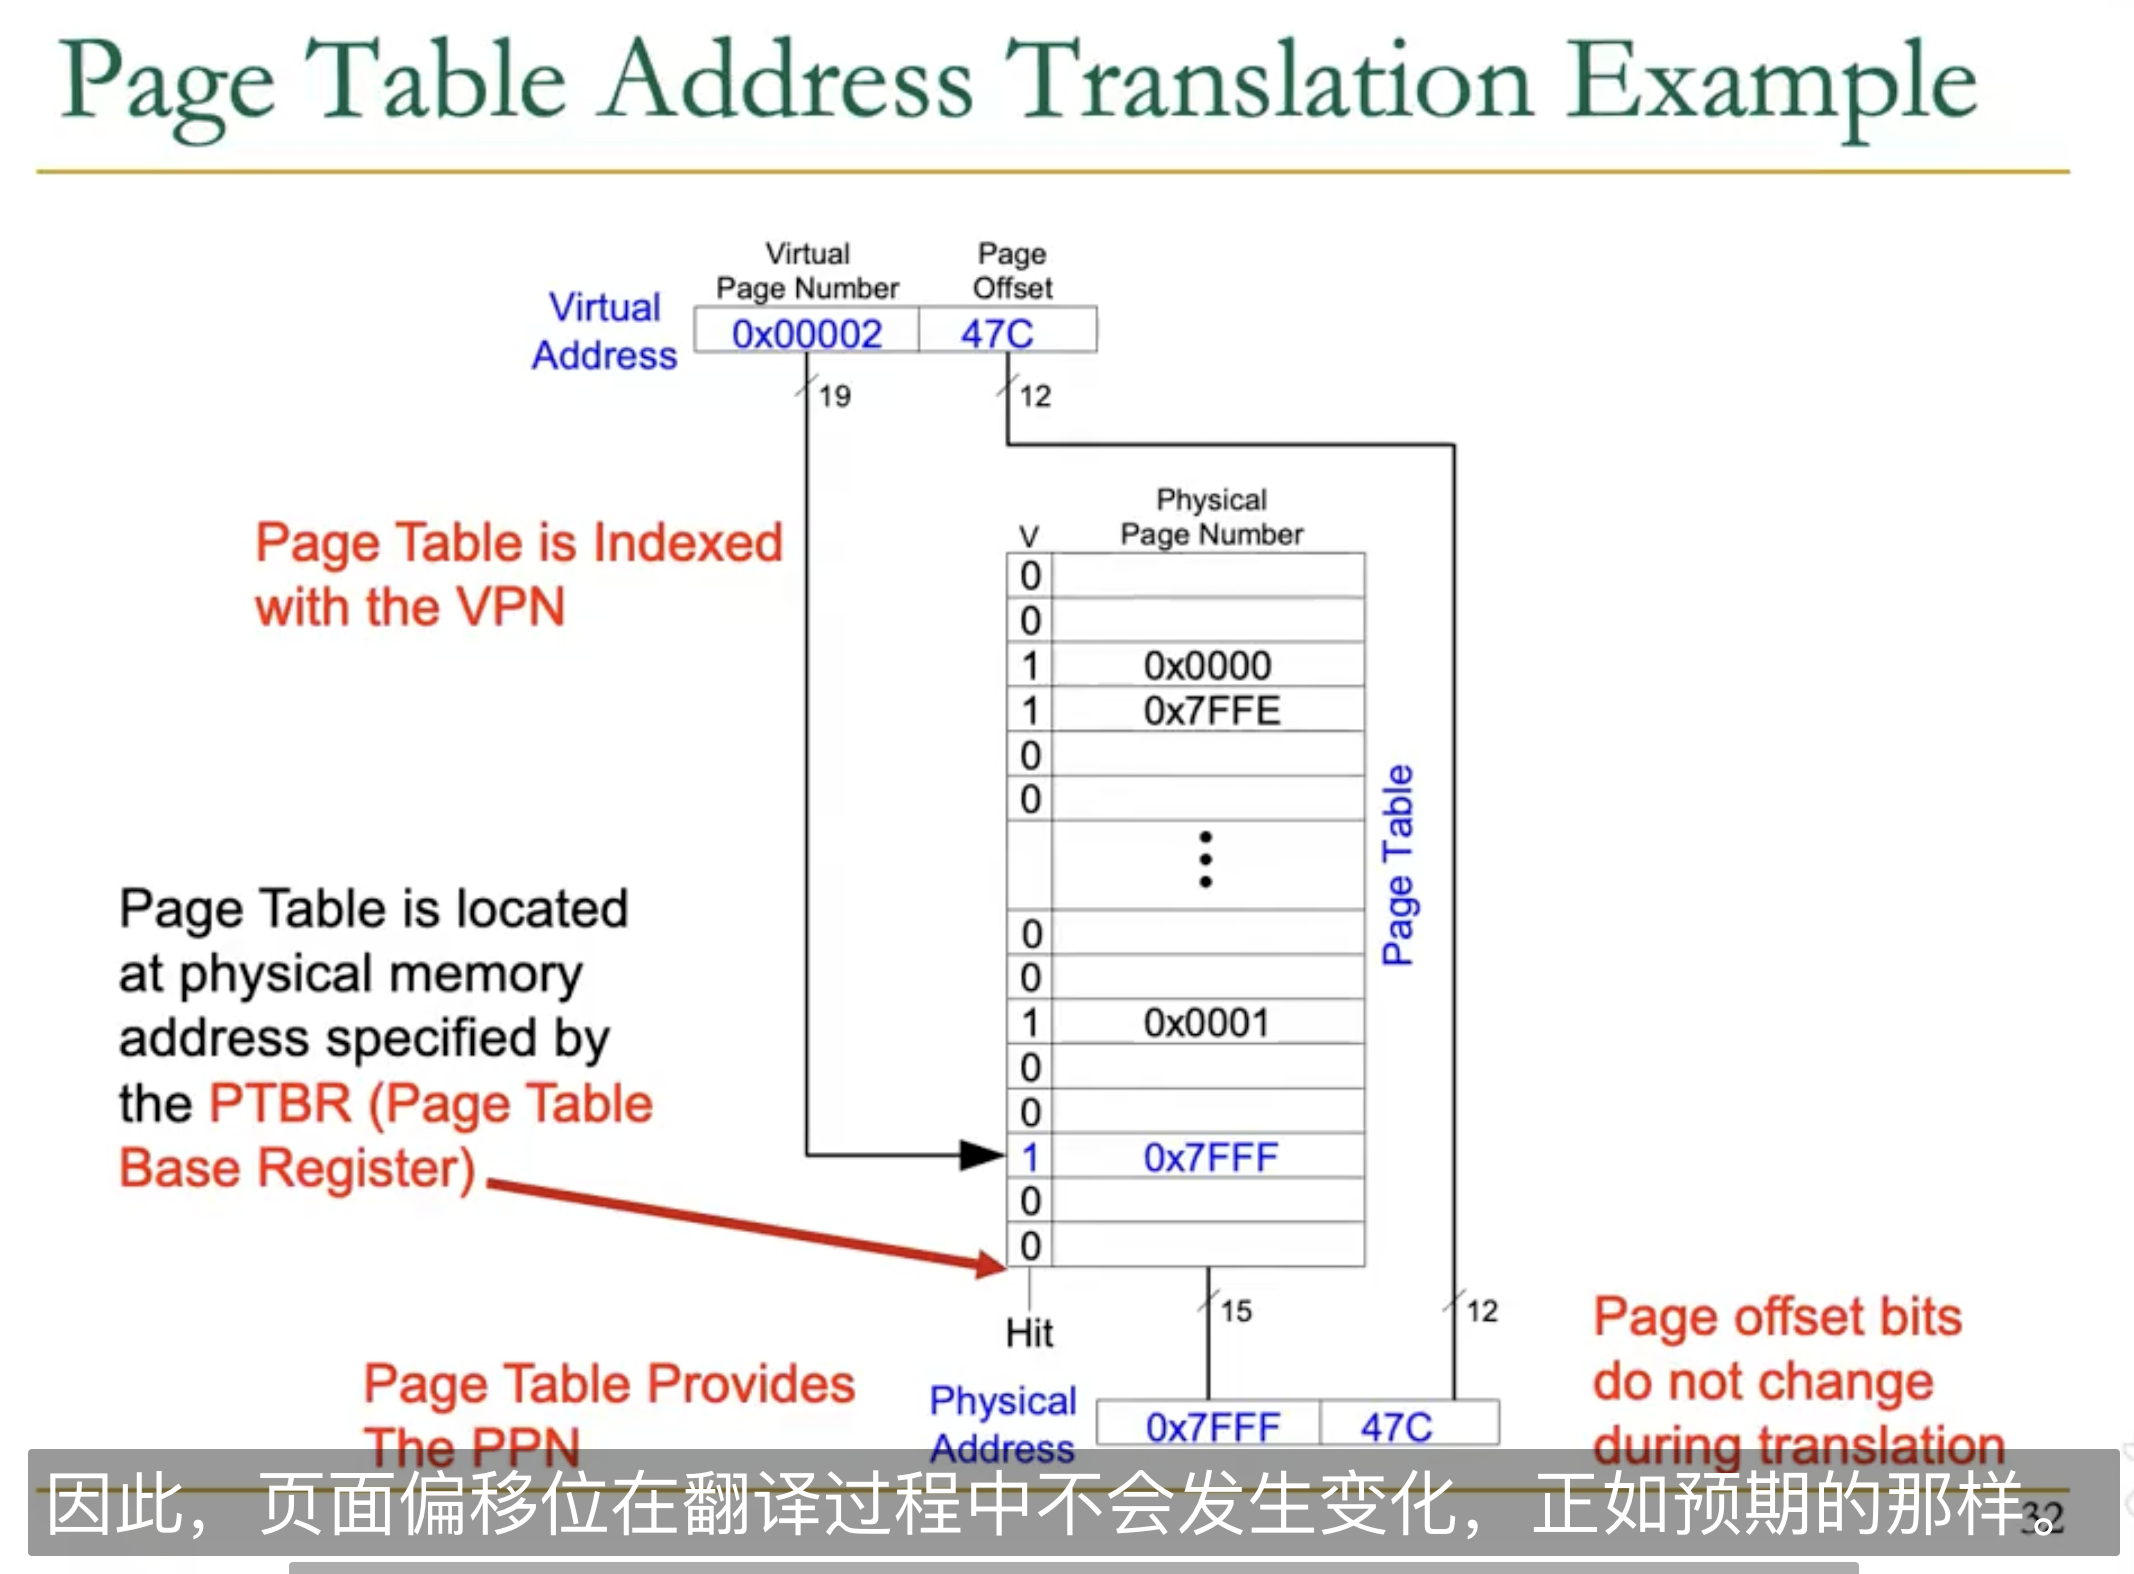 Page Table Address Translation Example
Virtual
Page Number
Page
Offset
Virtual
Address
0x00002
47C
19
12
Page Table is Indexed
with the VPN
V
Physical
Page Number
0
0
1 0x0000
1 0x7FFE
0
0
0
0
1 0x0001
0
0
1 0x7FFF
0
0
Page Table
Page Table is located
at physical memory
address specified by
the PTBR (Page Table
Base Register)
Hit
15
12
Page Table Provides
The PPN
Physical
Address
0x7FFF
47C
Page offset bits
do not change
during translation
因此， 页面偏移位在翻译过程中不会发生变化， 正如预期的那样。
32